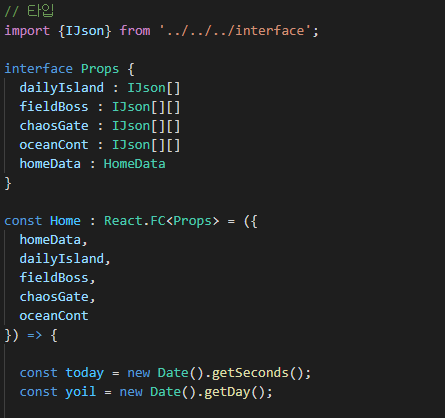 // 타입
import {IJson} from '../../../interface';
interface Props {
dailyIsland : IJson[]
fieldBoss : IJson[][]
chaosGate : IJson[][]
oceanCont : IJson[][]
homeData : HomeData
}
const Home : React.FC<Props> = ({
homeData,
dailyIsland,
fieldBoss,
chaosGate,
oceanCont
}) => {
const today = new Date().getSeconds();
const yoil = new Date().getDay();